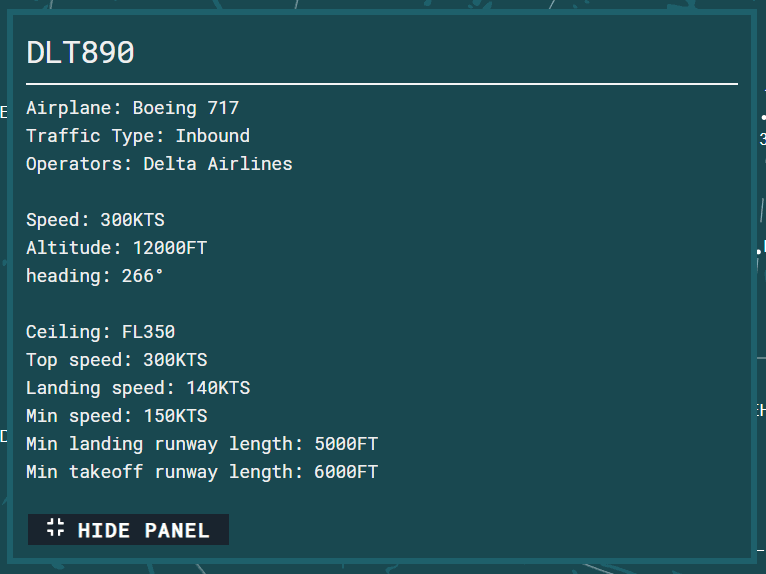 DLT890
Airplane: Boeing 717
Traffic Type: Inbound
Operators: Delta Airlines
Speed: 300KTS
Altitude: 12000FT
heading: 266°
Ceiling: FL350
Top speed: 300KTS
Landing speed: 140KTS
Min speed: 150KTS
Min landing runway length: 5000FT
Min takeoff runway length: 6000FT
HIDE PANEL